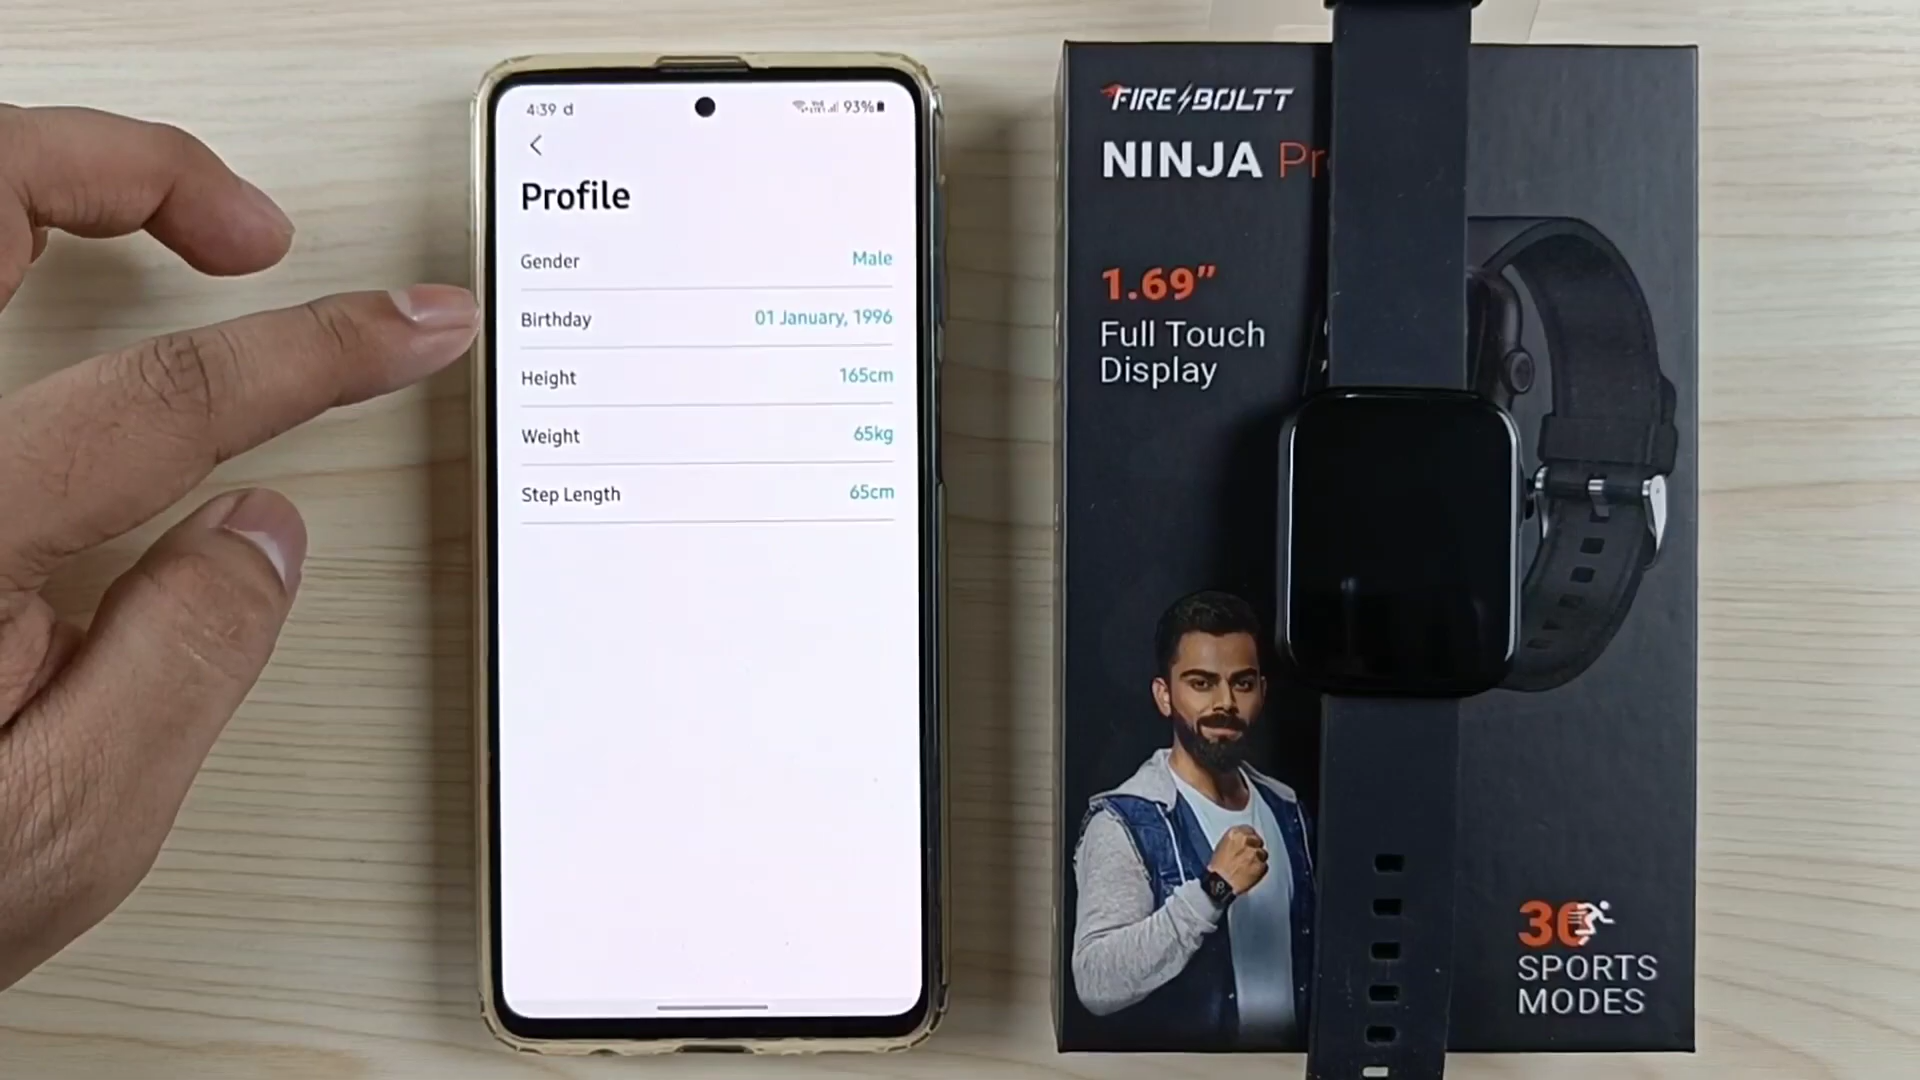 4:39 d
93%
Profile
Gender Male
Birthday 01 January, 1996
Height 165cm
Weight 65kg
Step Length 65cm
FIRE BOLTT
NINJA
1.69"
Full Touch
Display
30
SPORTS
MODES